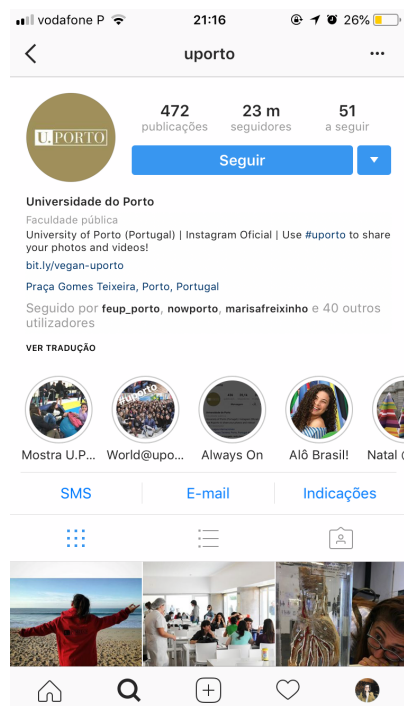 vodafone P 21:16 26%
uporto
472 23 m 51
publicações seguidores a seguir
U.PORTO
Seguir
Universidade do Porto
Faculdade pública
University of Porto (Portugal) | Instagram Oficial | Use #uporto to share
your photos and videos!
bit.ly/vegan-uporto
Praça Gomes Teixeira, Porto, Portugal
Seguido por feup_porto, nowporto, marisafreixinho e 40 outros
utilizadores
VER TRADUÇÃO
#uporto
Mostra U.P... World@upo... Always On Alô Brasil! Natal
SMS E-mail Indicações